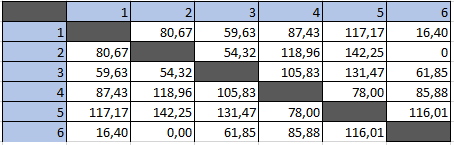 1 2 3 4 5 6
1 80,67 59,63 87,43 117,17 16,40
2 80,67 54,32 118,96 142,25 0
3 59,63 54,32 105,83 131,47 61,85
4 87,43 118,96 105,83 78,00 85,88
5 117,17 142,25 131,47 78,00 116,01
6 16,40 0,00 61,85 85,88 116,01